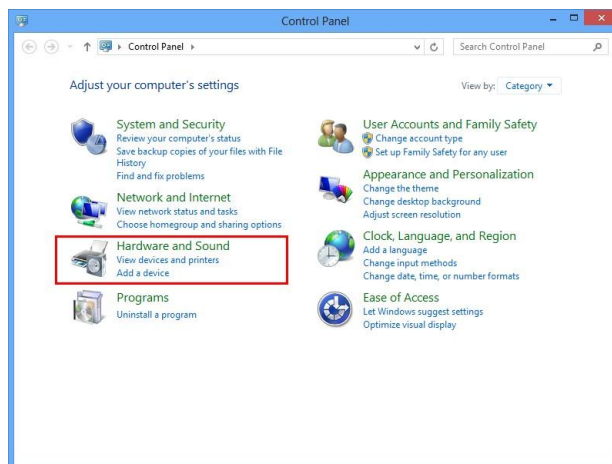 Control Panel
Control Panel
Search Control Panel
Adjust your computer's settings
View by: Category
System and Security
Review your computer's status
Save backup copies of your files with File
History
Find and fix problems
Network and Internet
View network status and tasks
Choose homegroup and sharing options
Hardware and Sound
View devices and printers
Add a device
Programs
Uninstall a program
User Accounts and Family Safety
Change account type
Set up Family Safety for any user
Appearance and Personalization
Change the theme
Change desktop background
Adjust screen resolution
Clock, Language, and Region
Add a language
Change input methods
Change date, time, or number formats
Ease of Access
Let Windows suggest settings
Optimize visual display